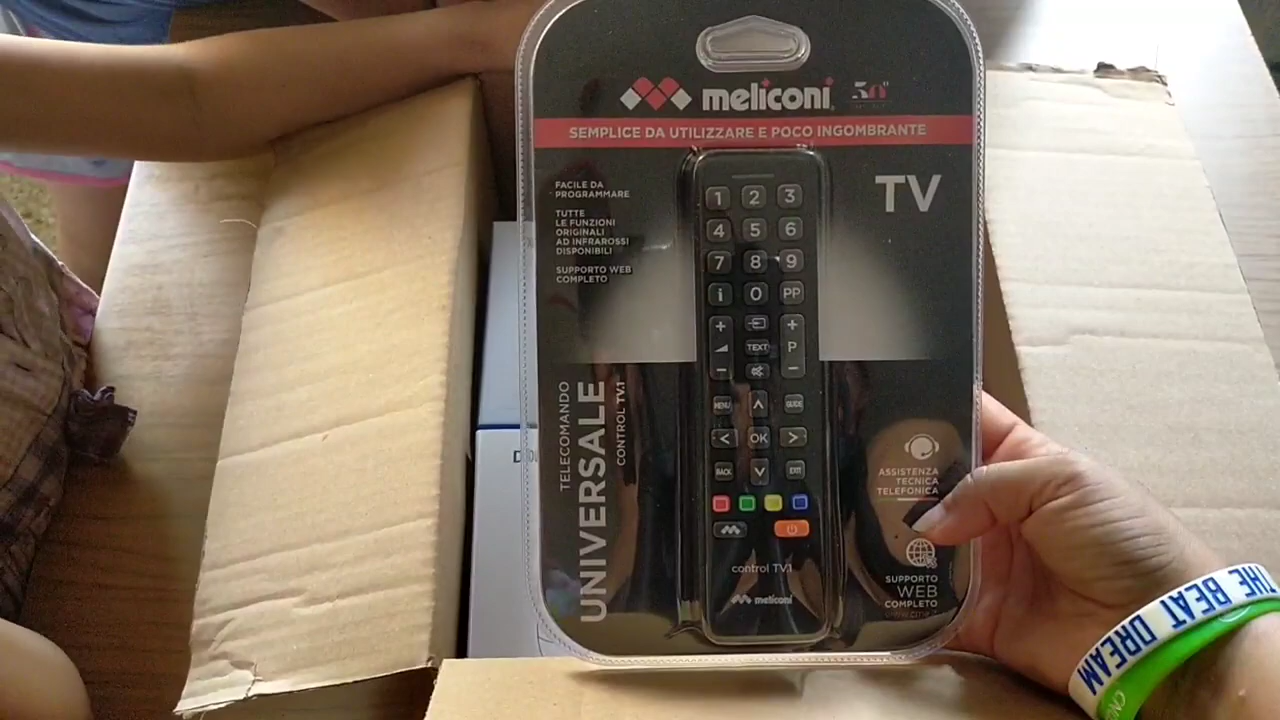 meliconi
50°
SEMPLICE DA UTILIZZARE E POCO INGOMBRANTE
TV
FACILE DA
PROGRAMMARE
TUTTE
LE FUNZIONI
ORIGINALI
AD INFRAROSSI
DISPONIBILI
SUPPORTO WEB
COMPLETO
1 2 3
4 5 6
7 8 9
i 0 PP
+ +
TEXT P
- -
MENU GUIDE
< OK >
BACK EXIT
control TV.1
meliconi
TELECOMANDO
UNIVERSALE
CONTROL TV.1
ASSISTENZA
TECNICA
TELEFONICA
SUPPORTO
WEB
COMPLETO
THE BEAT DREAM